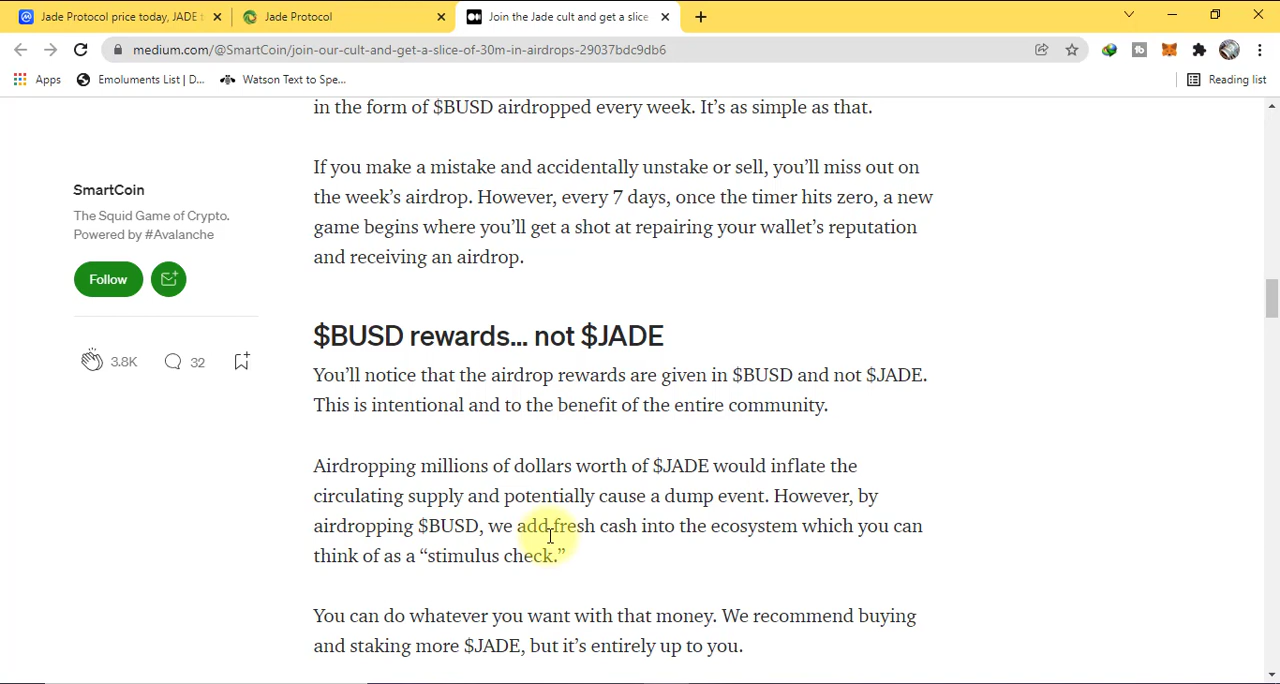 Jade Protocol price today, JADE
Jade Protocol
Join the Jade cult and get a slice
medium.com/@SmartCoin/join-our-cult-and-get-a-slice-of-30m-in-airdrops-29037bdc9db6
Apps
Emoluments List | D...
Watson Text to Spe...
Reading list
in the form of $BUSD airdropped every week. It’s as simple as that.
If you make a mistake and accidentally unstake or sell, you’ll miss out on
the week’s airdrop. However, every 7 days, once the timer hits zero, a new
game begins where you’ll get a shot at repairing your wallet’s reputation
and receiving an airdrop.
SmartCoin
The Squid Game of Crypto.
Powered by #Avalanche
Follow
3.8K
32
$BUSD rewards… not $JADE
You’ll notice that the airdrop rewards are given in $BUSD and not $JADE.
This is intentional and to the benefit of the entire community.
Airdropping millions of dollars worth of $JADE would inflate the
circulating supply and potentially cause a dump event. However, by
airdropping $BUSD, we add fresh cash into the ecosystem which you can
think of as a “stimulus check.”
You can do whatever you want with that money. We recommend buying
and staking more $JADE, but it’s entirely up to you.